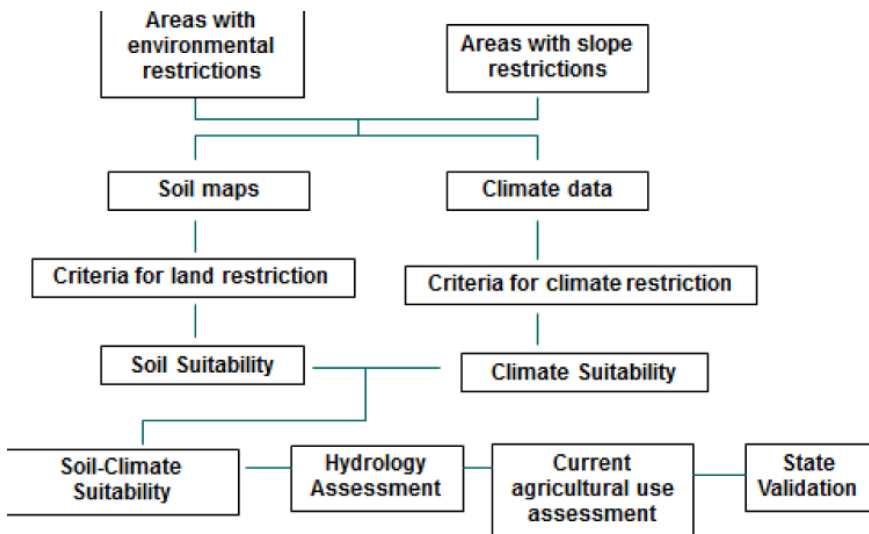 Areas with
environmental
restrictions
Areas with slope
restrictions
Soil maps
Climate data
Criteria for land restriction
Criteria for climate restriction
Soil Suitability
Climate Suitability
Soil-Climate
Suitability
Hydrology
Assessment
Current
agricultural use
assessment
State
Validation